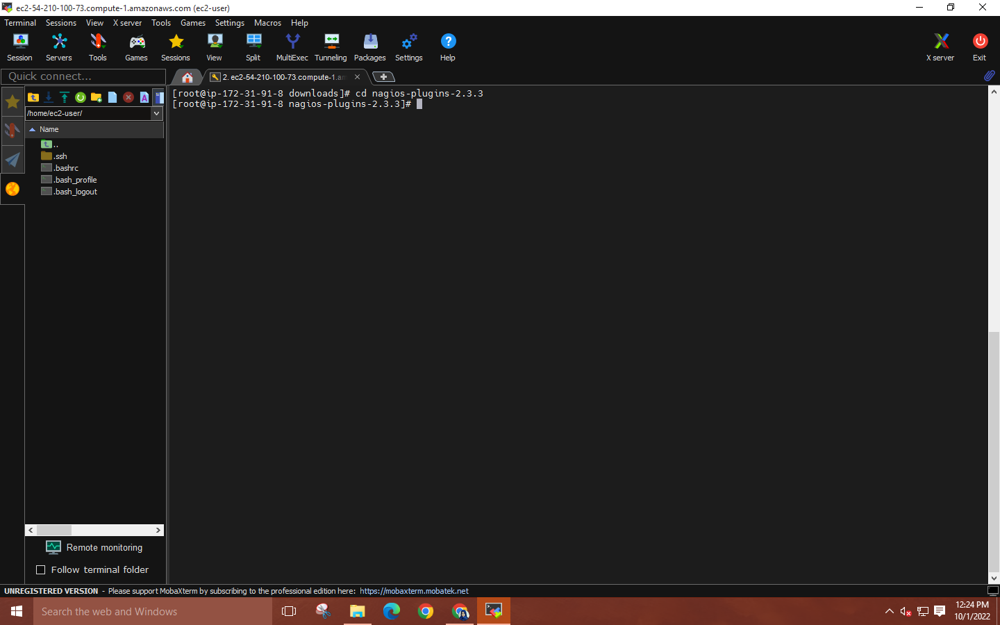 ec2-54-210-100-73.compute-1.amazonaws.com (ec2-user)
Terminal Sessions View X server Tools Games Settings Macros Help
Session Servers Tools Games Sessions View Split MultiExec Tunneling Packages Settings Help X server Exit
Quick connect...
2. ec2-54-210-100-73.compute-1.am
/home/ec2-user/
Name
..
.ssh
.bashrc
.bash_profile
.bash_logout
[root@ip-172-31-91-8 downloads]# cd nagios-plugins-2.3.3
[root@ip-172-31-91-8 nagios-plugins-2.3.3]#
Remote monitoring
Follow terminal folder
UNREGISTERED VERSION - Please support MobaXterm by subscribing to the professional edition here: https://mobaxterm.mobatek.net
Search the web and Windows
12:24 PM
10/1/2022